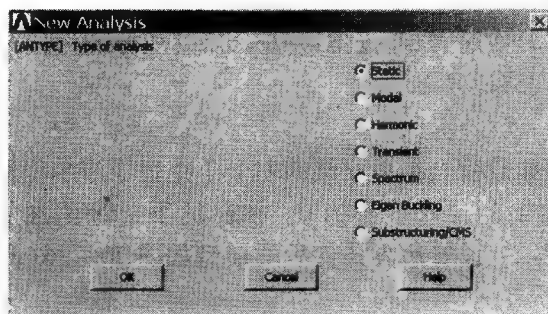 New Analysis
[ANTYPE] Type of analysis
Static
Modal
Harmonic
Transient
Spectrum
Eigen Buckling
Substructuring/CMS
OK Cancel Help